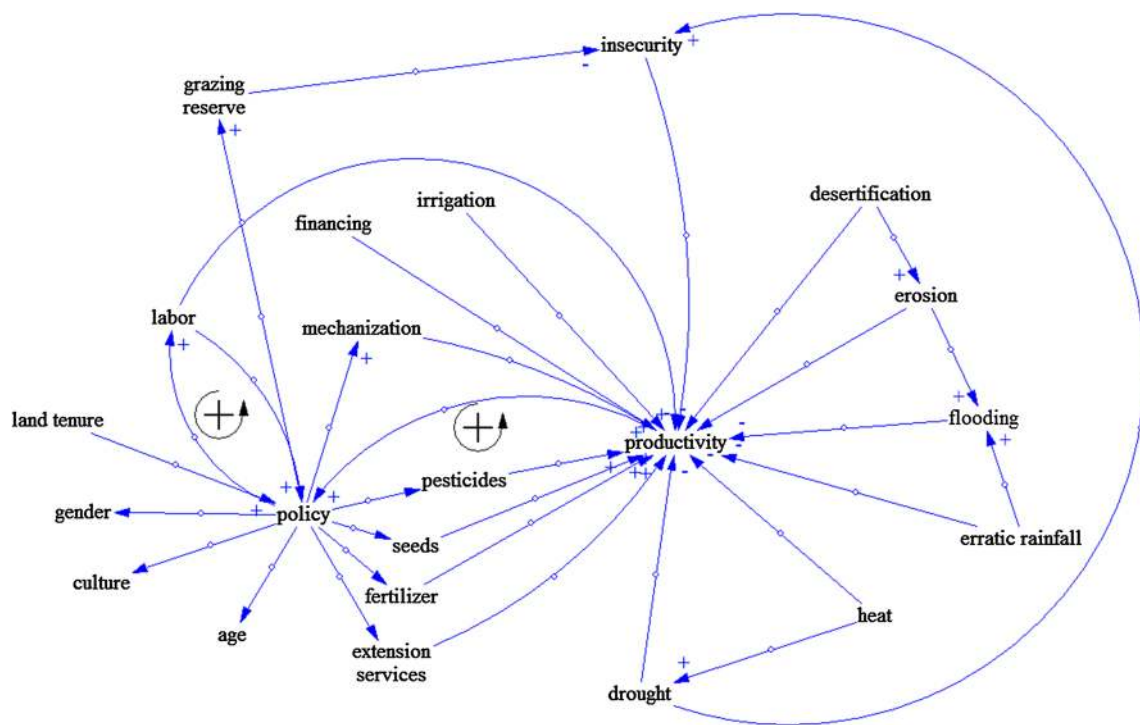 insecurity
grazing
reserve
irrigation
desertification
financing
erosion
labor
mechanization
land tenure
flooding
productivity
pesticides
gender
policy
erratic rainfall
seeds
culture
fertilizer
heat
age
extension
services
drought